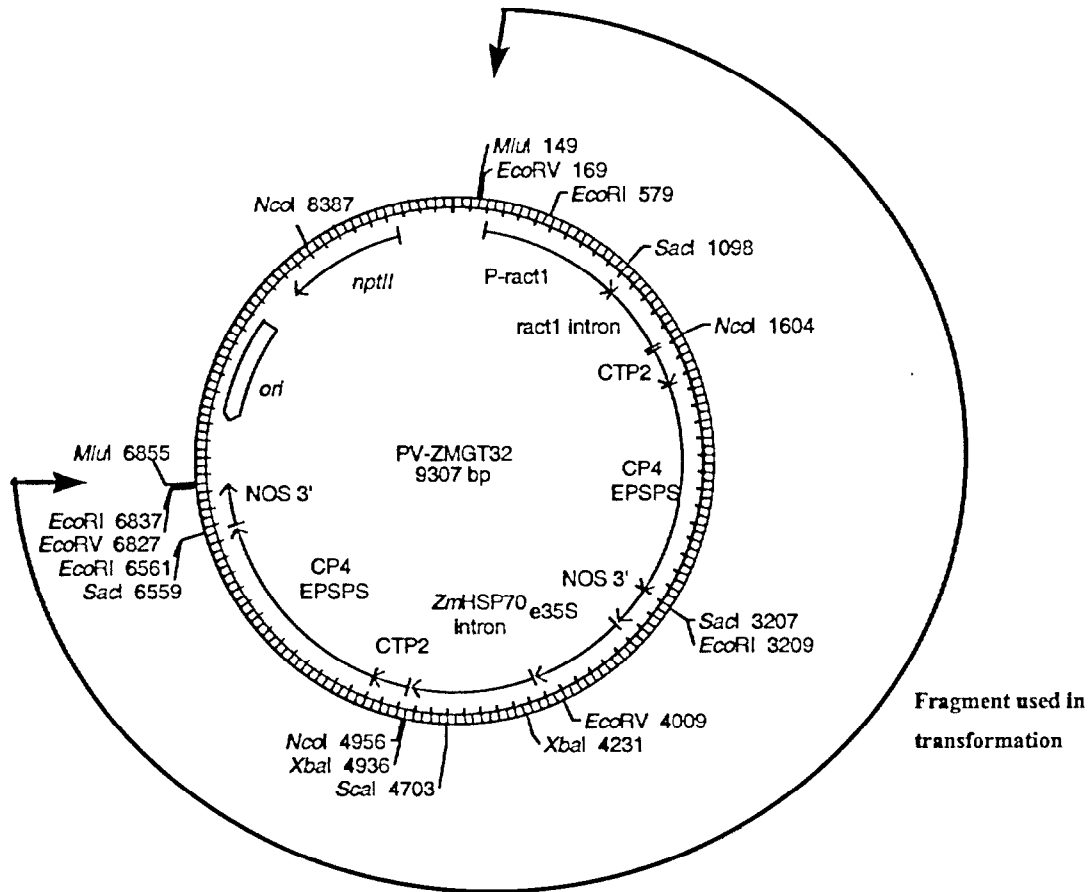 MluI 149
EcoRV 169
EcoRI 579
NcoI 8387
SacI 1098
nptII
P-ract1
ract1 intron
NcoI 1604
CTP2
ori
MluI 6855
PV-ZMGT32
9307 bp
CP4
EPSPS
NOS 3'
EcoRI 6837
EcoRV 6827
EcoRI 6561
SacI 6559
CP4
EPSPS
NOS 3'
ZmHSP70
intron
e35S
SacI 3207
EcoRI 3209
CTP2
EcoRV 4009
XbaI 4231
NcoI 4956
XbaI 4936
ScaI 4703
Fragment used in
transformation